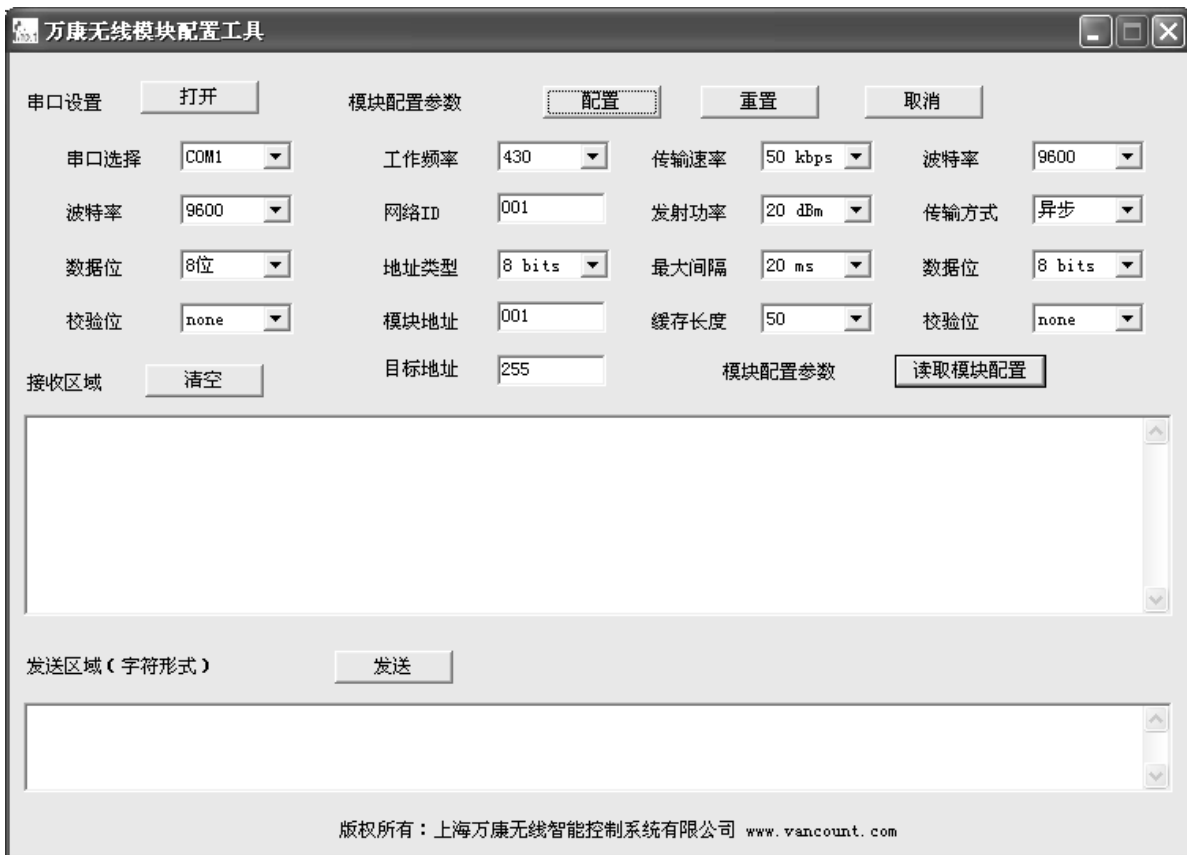 万康无线模块配置工具
串口设置 打开 模块配置参数 配置 重置 取消
串口选择 COM1 工作频率 430 传输速率 50 kbps 波特率 9600
波特率 9600 网络ID 001 发射功率 20 dBm 传输方式 异步
数据位 8位 地址类型 8 bits 最大间隔 20 ms 数据位 8 bits
校验位 none 模块地址 001 缓存长度 50 校验位 none
接收区域 清空 目标地址 255 模块配置参数 读取模块配置
发送区域(字符形式) 发送
版权所有：上海万康无线智能控制系统有限公司 www.vancount.com